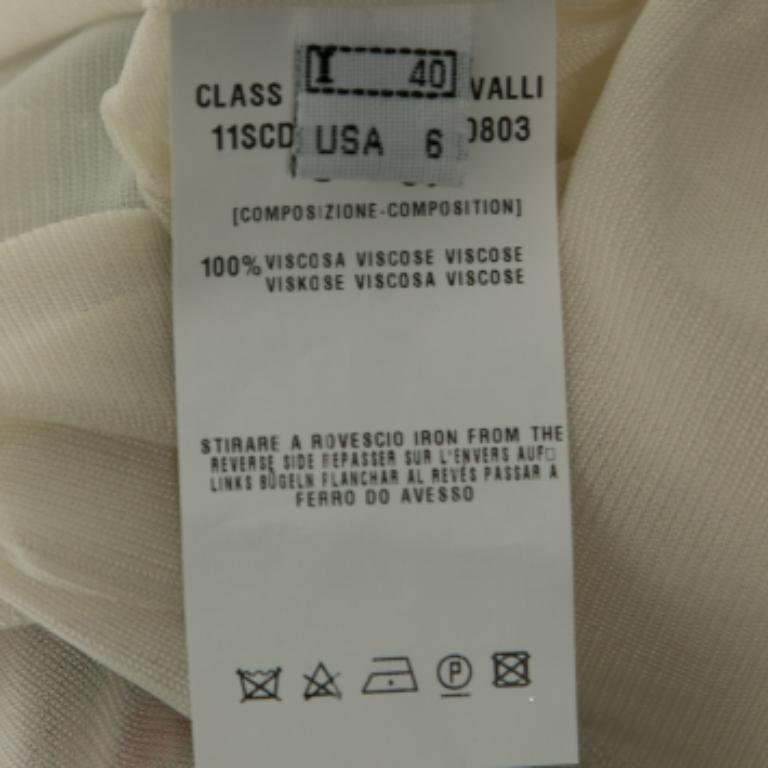 I 40
CLASS VALLI
11SCD USA 6 0803
[COMPOSIZIONE-COMPOSITION]
100% VISCOSA VISCOSE VISCOSE
VISKOSE VISCOSA VISCOSE
STIRARE A ROVESCIO IRON FROM THE
REVERSE SIDE REPASSER SUR L'ENVERS AUF□
LINKS BÜGELN PLANCHAR AL REVÉS PASSAR A
FERRO DO AVESSO
P